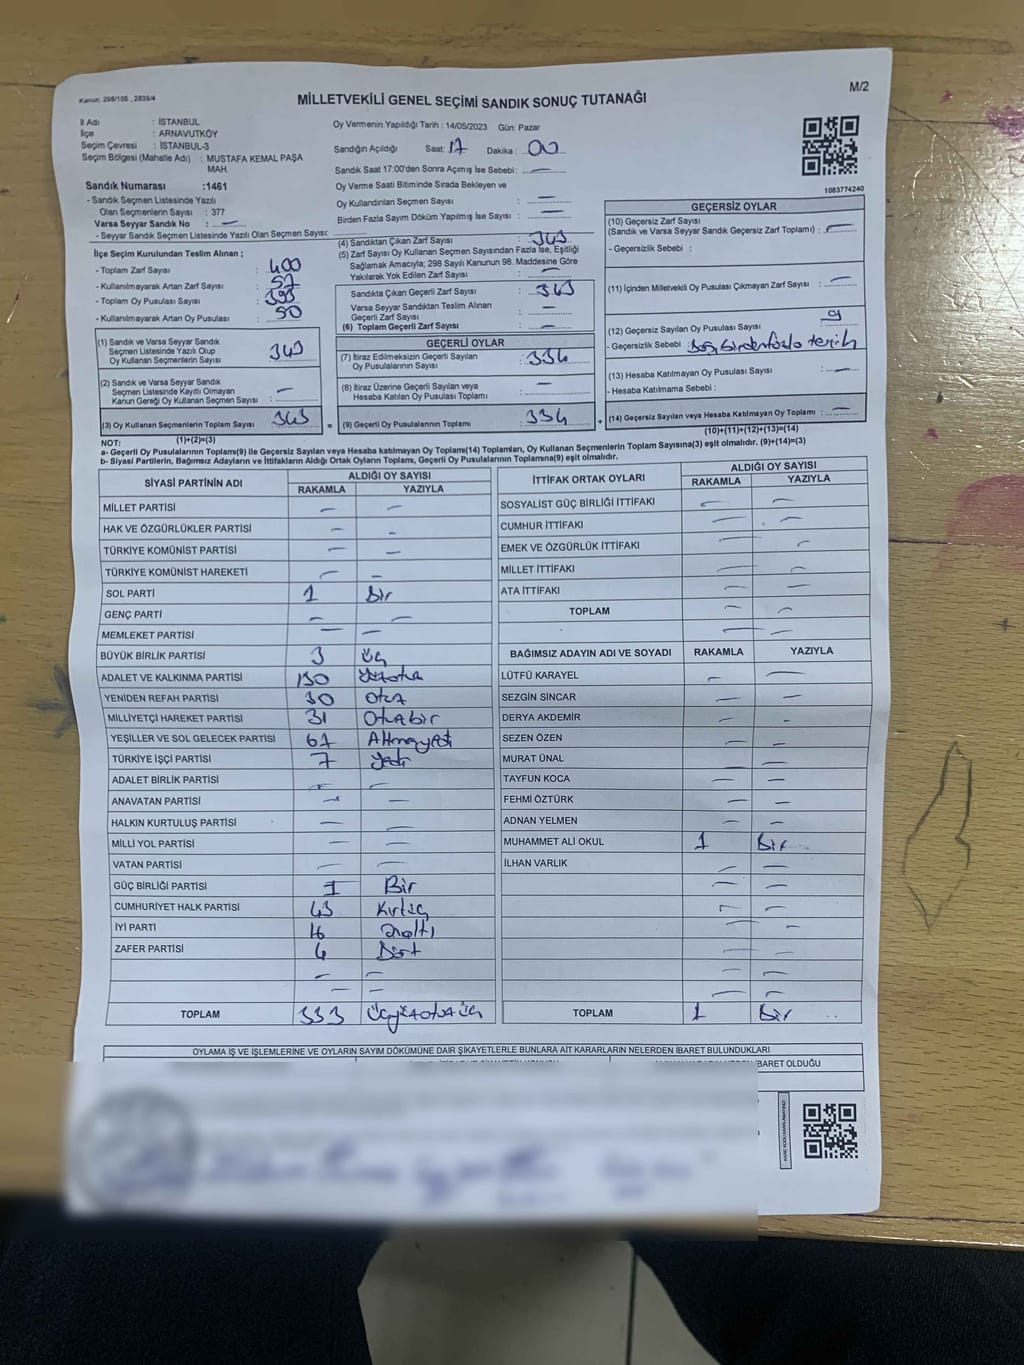 Kanun: 298/105 , 2839/4
M/2
MİLLETVEKİLİ GENEL SEÇİMİ SANDIK SONUÇ TUTANAĞI
İl Adı : İSTANBUL
İlçe : ARNAVUTKÖY
Seçim Çevresi : İSTANBUL-3
Seçim Bölgesi (Mahalle Adı) : MUSTAFA KEMAL PAŞA
MAH.
Sandık Numarası :1461
- Sandık Seçmen Listesinde Yazılı
Olan Seçmenlerin Sayısı : 377
Varsa Seyyar Sandık No : —
- Seyyar Sandık Seçmen Listesinde Yazılı Olan Seçmen Sayısı:
Oy Vermenin Yapıldığı Tarih : 14/05/2023 Gün: Pazar
Sandığın Açıldığı Saat: 17 Dakika : 00
Sandık Saat 17:00'den Sonra Açımış İse Sebebi: —
Oy Verme Saati Bitiminde Sırada Bekleyen ve
Oy Kullandırılan Seçmen Sayısı : —
Birden Fazla Sayım Döküm Yapılmış İse Sayısı : —
1083774240
İlçe Seçim Kurulundan Teslim Alınan ;
- Toplam Zarf Sayısı : 400
- Kullanılmayarak Artan Zarf Sayısı : 57
- Toplam Oy Pusulası Sayısı : 393
- Kullanılmayarak Artan Oy Pusulası : 50
(1) Sandık ve Varsa Seyyar Sandık
Seçmen Listesinde Yazılı Olup
Oy Kullanan Seçmenlerin Sayısı : 343
(2) Sandık ve Varsa Seyyar Sandık
Seçmen Listesinde Kayıtlı Olmayan
Kanun Gereği Oy Kullanan Seçmen Sayısı : —
(3) Oy Kullanan Seçmenlerin Toplam Sayısı : 343
(1)+(2)=(3)
(4) Sandıktan Çıkan Zarf Sayısı : 343
(5) Zarf Sayısı Oy Kullanan Seçmen Sayısından Fazla İse, Eşitliği
Sağlamak Amacıyla; 298 Sayılı Kanunun 98. Maddesine Göre
Yakılarak Yok Edilen Zarf Sayısı : —
Sandıkta Çıkan Geçerli Zarf Sayısı : 343
Varsa Seyyar Sandıktan Teslim Alınan
Geçerli Zarf Sayısı : —
(6) Toplam Geçerli Zarf Sayısı : —
GEÇERLİ OYLAR
(7) İtiraz Edilmeksizin Geçerli Sayılan
Oy Pusulalarının Sayısı : 334
(8) İtiraz Üzerine Geçerli Sayılan veya
Hesaba Katılan Oy Pusulası Toplamı : —
(9) Geçerli Oy Pusulalarının Toplamı : 334
GEÇERSİZ OYLAR
(10) Geçersiz Zarf Sayısı
(Sandık ve Varsa Seyyar Sandık Geçersiz Zarf Toplamı) : —
- Geçersizlik Sebebi :
(11) İçinden Milletvekili Oy Pusulası Çıkmayan Zarf Sayısı : —
(12) Geçersiz Sayılan Oy Pusulası Sayısı : 9
- Geçersizlik Sebebi : birden fazla tercih
(13) Hesaba Katılmayan Oy Pusulası Sayısı : —
- Hesaba Katılmama Sebebi :
(14) Geçersiz Sayılan veya Hesaba Katılmayan Oy Toplamı : —
(10)+(11)+(12)+(13)=(14)
NOT:
a- Geçerli Oy Pusulasının Toplamı(9) ile Geçersiz Sayılan veya Hesaba katılmayan Oy Toplamı(14) Toplamları, Oy Kullanan Seçmenlerin Toplam Sayısına(3) eşit olmalıdır. (9)+(14)=(3)
b- Siyasi Partilerin, Bağımsız Adayların ve İttifakların Aldığı Ortak Oyların Toplamı, Geçerli Oy Pusulalarının Toplamına(9) eşit olmalıdır.
SİYASİ PARTİNİN ADI ALDIĞI OY SAYISI
RAKAMLA YAZIYLA
MİLLET PARTİSİ — —
HAK VE ÖZGÜRLÜKLER PARTİSİ — —
TÜRKİYE KOMÜNİST PARTİSİ — —
TÜRKİYE KOMÜNİST HAREKETİ — —
SOL PARTİ 1 Bir
GENÇ PARTİ — —
MEMLEKET PARTİSİ — —
BÜYÜK BİRLİK PARTİSİ 3 Üç
ADALET VE KALKINMA PARTİSİ 130 Yüzotuz
YENİDEN REFAH PARTİSİ 30 Otuz
MİLLİYETÇİ HAREKET PARTİSİ 31 Otuzbir
YEŞİLLER VE SOL GELECEK PARTİSİ 67 Altmışyedi
TÜRKİYE İŞÇİ PARTİSİ 7 Yedi
ADALET BİRLİK PARTİSİ — —
ANAVATAN PARTİSİ — —
HALKIN KURTULUŞ PARTİSİ — —
MİLLİ YOL PARTİSİ — —
VATAN PARTİSİ — —
GÜÇ BİRLİĞİ PARTİSİ 1 Bir
CUMHURİYET HALK PARTİSİ 43 Kırküç
İYİ PARTİ 16 Onaltı
ZAFER PARTİSİ 4 Dört
— —
— —
TOPLAM 333 Üçyüzotuzüç
İTTİFAK ORTAK OYLARI ALDIĞI OY SAYISI
RAKAMLA YAZIYLA
SOSYALİST GÜÇ BİRLİĞİ İTTİFAKI — —
CUMHUR İTTİFAKI — —
EMEK VE ÖZGÜRLÜK İTTİFAKI — —
MİLLET İTTİFAKI — —
ATA İTTİFAKI — —
TOPLAM — —
— —
BAĞIMSIZ ADAYIN ADI VE SOYADI RAKAMLA YAZIYLA
LÜTFÜ KARAYEL — —
SEZGİN SİNCAR — —
DERYA AKDEMİR — —
SEZEN ÖZEN — —
MURAT ÜNAL — —
TAYFUN KOCA — —
FEHMİ ÖZTÜRK — —
ADNAN YELMEN — —
MUHAMMET ALİ OKUL 1 Bir
İLHAN VARLIK — —
— —
— —
— —
— —
— —
— —
TOPLAM 1 Bir
OYLAMA İŞ VE İŞLEMLERİNE VE OYLARIN SAYIM DÖKÜMÜNE DAİR ŞİKAYETLERLE BUNLARA AİT KARARLARIN NELERDEN İBARET BULUNDUKLARI
İBARET OLDUĞU